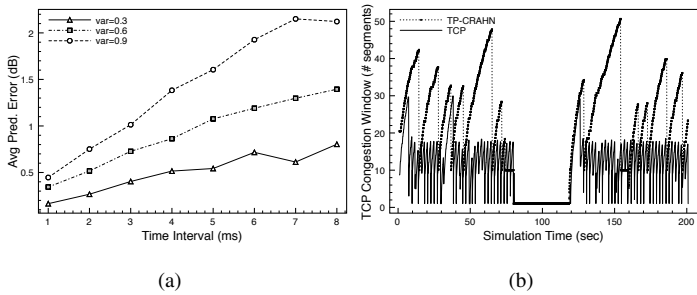 var=0.3
var=0.6
var=0.9
Avg Pred. Error (dB)
2
1.5
1
0.5
1 2 3 4 5 6 7 8
Time Interval (ms)
(a)
TP-CRAHN
TCP
TCP Congestion Window (# segments)
50
40
30
20
10
0
0 50 100 150 200
Simulation Time (sec)
(b)